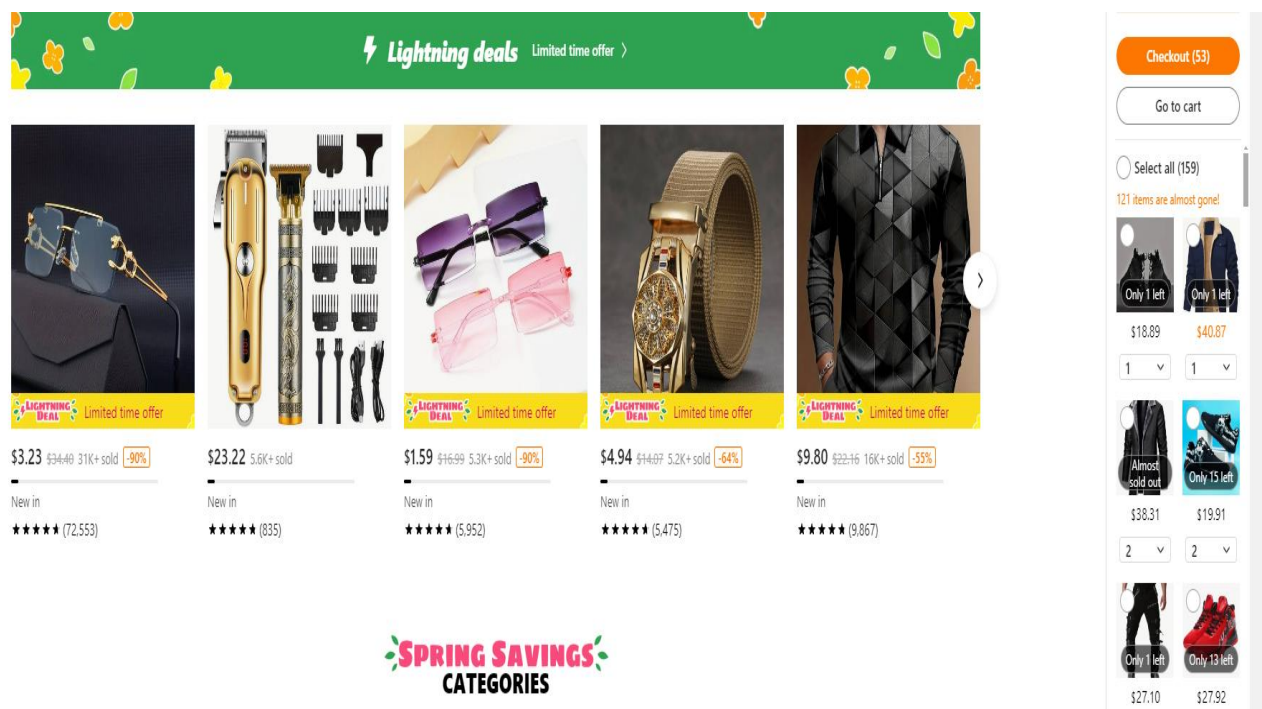 Lightning deals Limited time offer
LIGHTNING DEAL Limited time offer
LIGHTNING DEAL Limited time offer
LIGHTNING DEAL Limited time offer
LIGHTNING DEAL Limited time offer
$3.23 $34.40 31K+ sold -90%
New in
(72,553)
$23.22 5.6K+ sold
New in
(835)
$1.59 $16.99 5.3K+ sold -90%
New in
(5,952)
$4.94 $14.07 5.2K+ sold -64%
New in
(5,475)
$9.80 $22.16 16K+ sold -55%
New in
(9,867)
SPRING SAVINGS
CATEGORIES
Checkout (53)
Go to cart
Select all (159)
121 items are almost gone!
Only 1 left
Only 1 left
$18.89
$40.87
1
1
Almost
sold out
Only 15 left
$38.31
$19.91
2
2
Only 1 left
Only 13 left
$27.10
$27.92